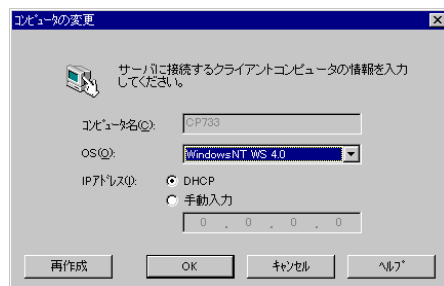 ｺﾝﾋﾟｭｰﾀの変更
サーバに接続するクライアントコンピュータの情報を入力
してください。
ｺﾝﾋﾟｭｰﾀ名(C):
CP733
OS(O):
WindowsNT WS 4.0
IPｱﾄﾞﾚｽ(I):
DHCP
手動入力
0 . 0 . 0 . 0
再作成
OK
ｷｬﾝｾﾙ
ﾍﾙﾌﾟ